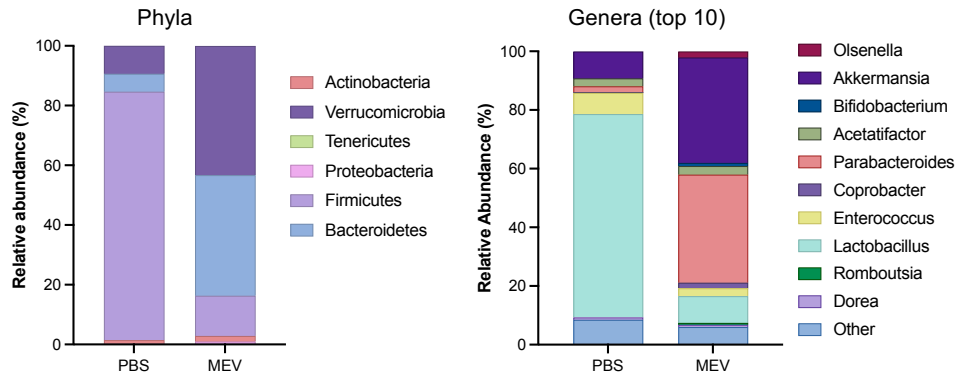 Phyla
Relative abundance (%)
100
80
60
40
20
0
PBS
MEV
Actinobacteria
Verrucomicrobia
Tenericutes
Proteobacteria
Firmicutes
Bacteroidetes
Genera (top 10)
Relative Abundance (%)
100
80
60
40
20
0
PBS
MEV
Olsenella
Akkermansia
Bifidobacterium
Acetatifactor
Parabacteroides
Coprobacter
Enterococcus
Lactobacillus
Romboutsia
Dorea
Other